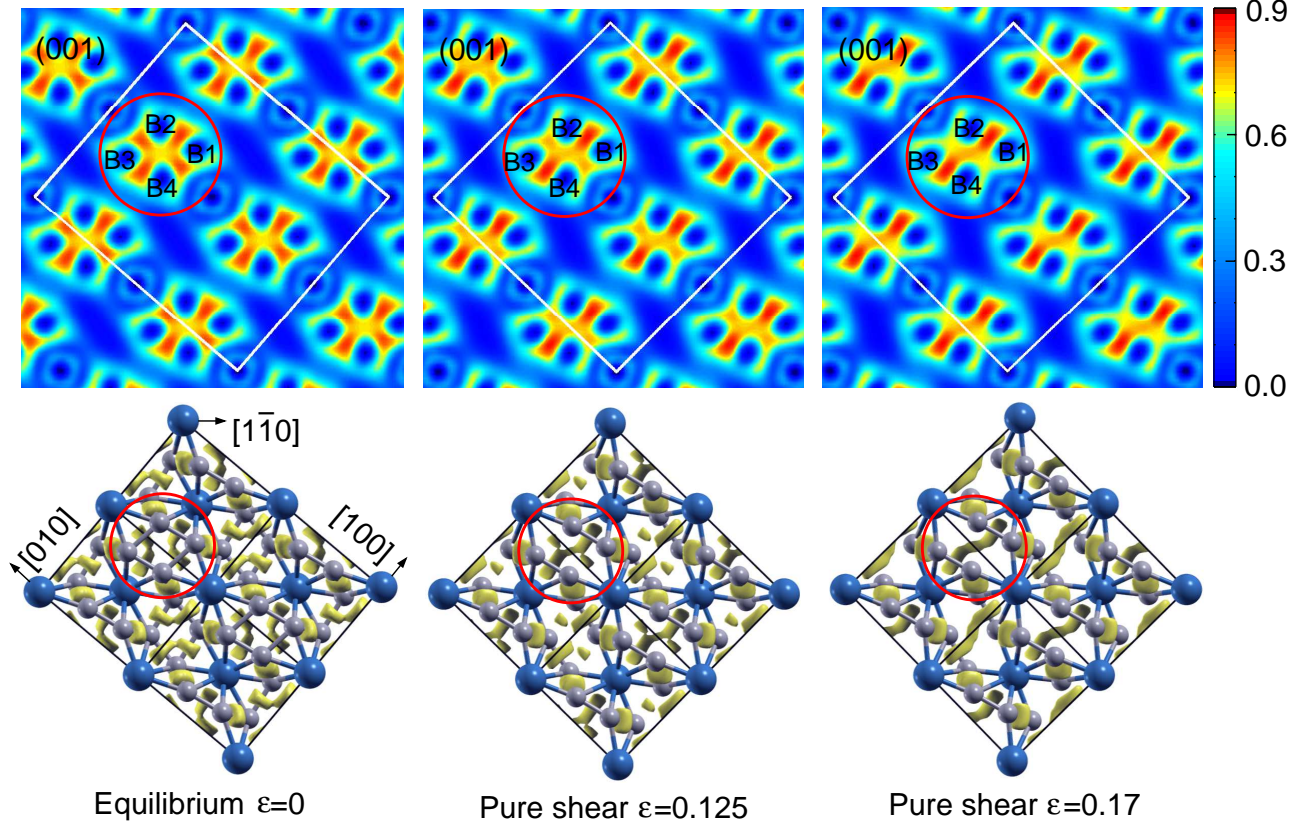 (001)
B2
B3
B1
B4
(001)
B2
B3
B1
B4
(001)
B2
B3
B1
B4
0.9
0.6
0.3
0.0
[11̅0]
[010]
[100]
Equilibrium ε=0
Pure shear ε=0.125
Pure shear ε=0.17